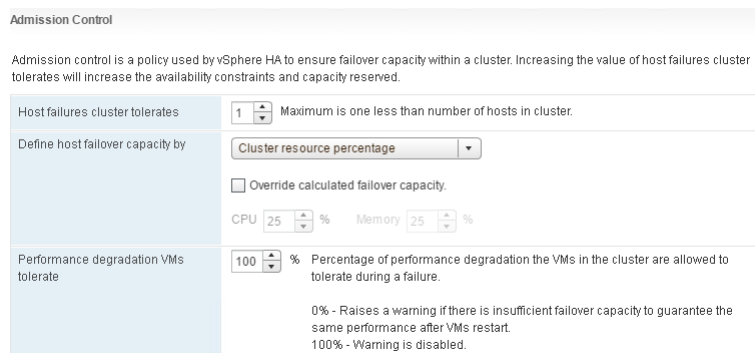 Admission Control
Admission control is a policy used by vSphere HA to ensure failover capacity within a cluster. Increasing the value of host failures cluster
tolerates will increase the availability constraints and capacity reserved.
Host failures cluster tolerates 1 Maximum is one less than number of hosts in cluster.
Define host failover capacity by Cluster resource percentage
Override calculated failover capacity.
CPU 25 % Memory 25 %
Performance degradation VMs 100 % Percentage of performance degradation the VMs in the cluster are allowed to
tolerate tolerate during a failure.
0% - Raises a warning if there is insufficient failover capacity to guarantee the
same performance after VMs restart.
100% - Warning is disabled.